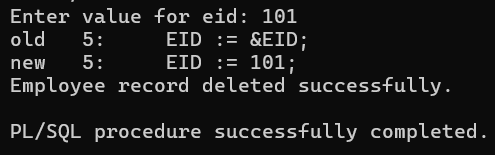 Enter value for eid: 101
old   5:     EID := &EID;
new   5:     EID := 101;
Employee record deleted successfully.

PL/SQL procedure successfully completed.